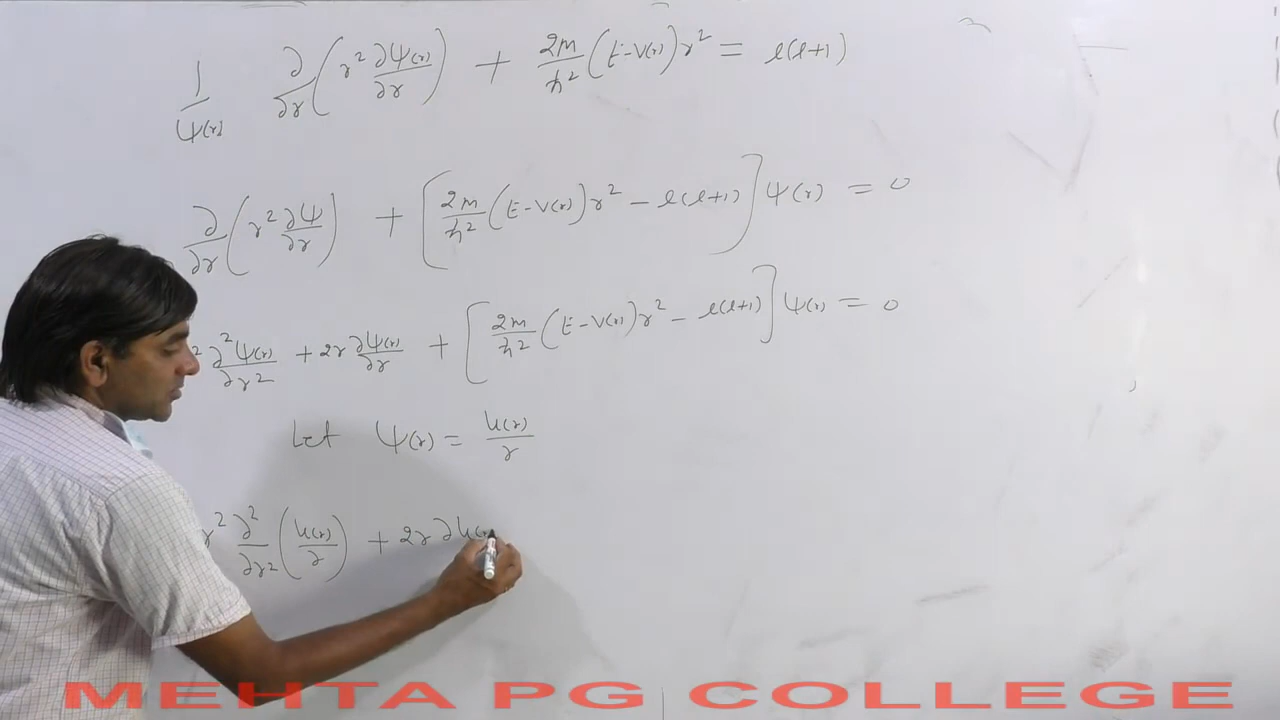 1/ψ(r) ∂/∂r (r² ∂ψ(r)/∂r) + 2m/ℏ² (E-V(r)) r² = l(l+1)
∂/∂r (r² ∂ψ/∂r) + [2m/ℏ² (E-V(r)) r² - l(l+1)] ψ(r) = 0
² ∂²ψ(r)/∂r² + 2r ∂ψ(r)/∂r + [2m/ℏ² (E-V(r)) r² - l(l+1)] ψ(r) = 0
Let ψ(r) = u(r)/r
r² ∂²/∂r² (u(r)/r) + 2r ∂ u(r
MEHTA PG COLLEGE